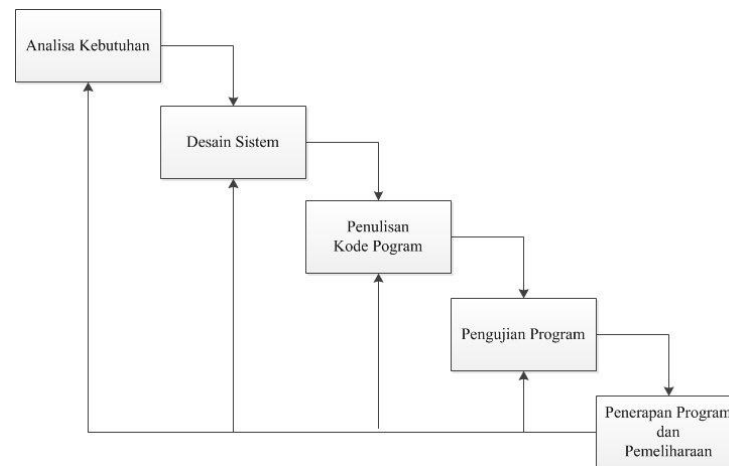 Analisa Kebutuhan
Desain Sistem
Penulisan
Kode Pogram
Pengujian Program
Penerapan Program
dan
Pemeliharaan